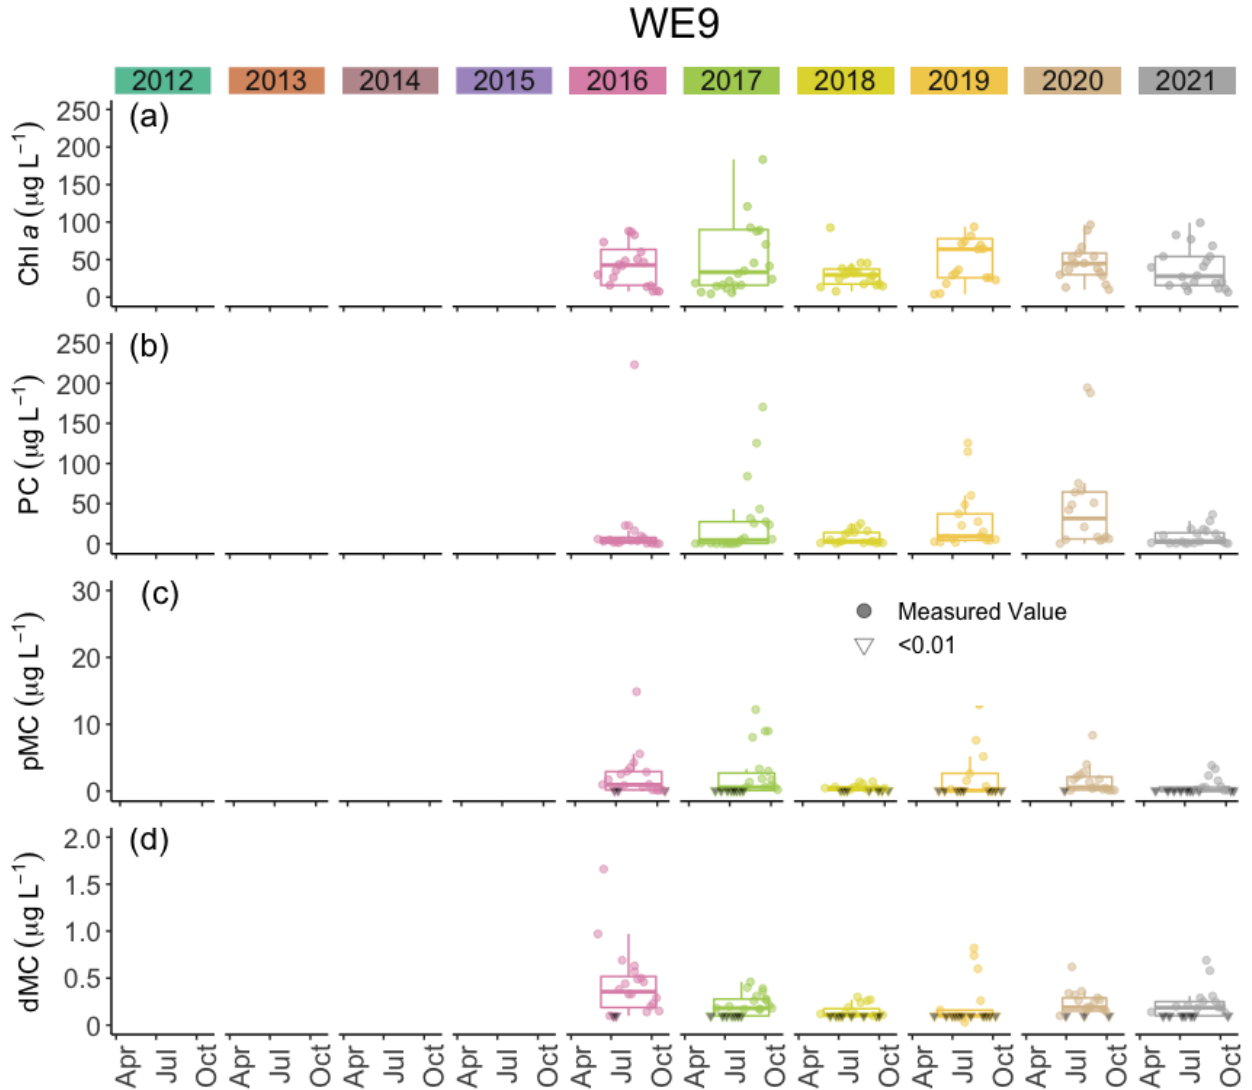 WE9
2012 2013 2014 2015 2016 2017 2018 2019 2020 2021
(a)
Chl a (µg L⁻¹)
250
200
150
100
50
0
(b)
PC (µg L⁻¹)
250
200
150
100
50
0
(c)
pMC (µg L⁻¹)
30
20
10
0
Measured Value
<0.01
(d)
dMC (µg L⁻¹)
2.0
1.5
1.0
0.5
0
Apr Jul Oct Apr Jul Oct Apr Jul Oct Apr Jul Oct Apr Jul Oct Apr Jul Oct Apr Jul Oct Apr Jul Oct Apr Jul Oct Apr Jul Oct